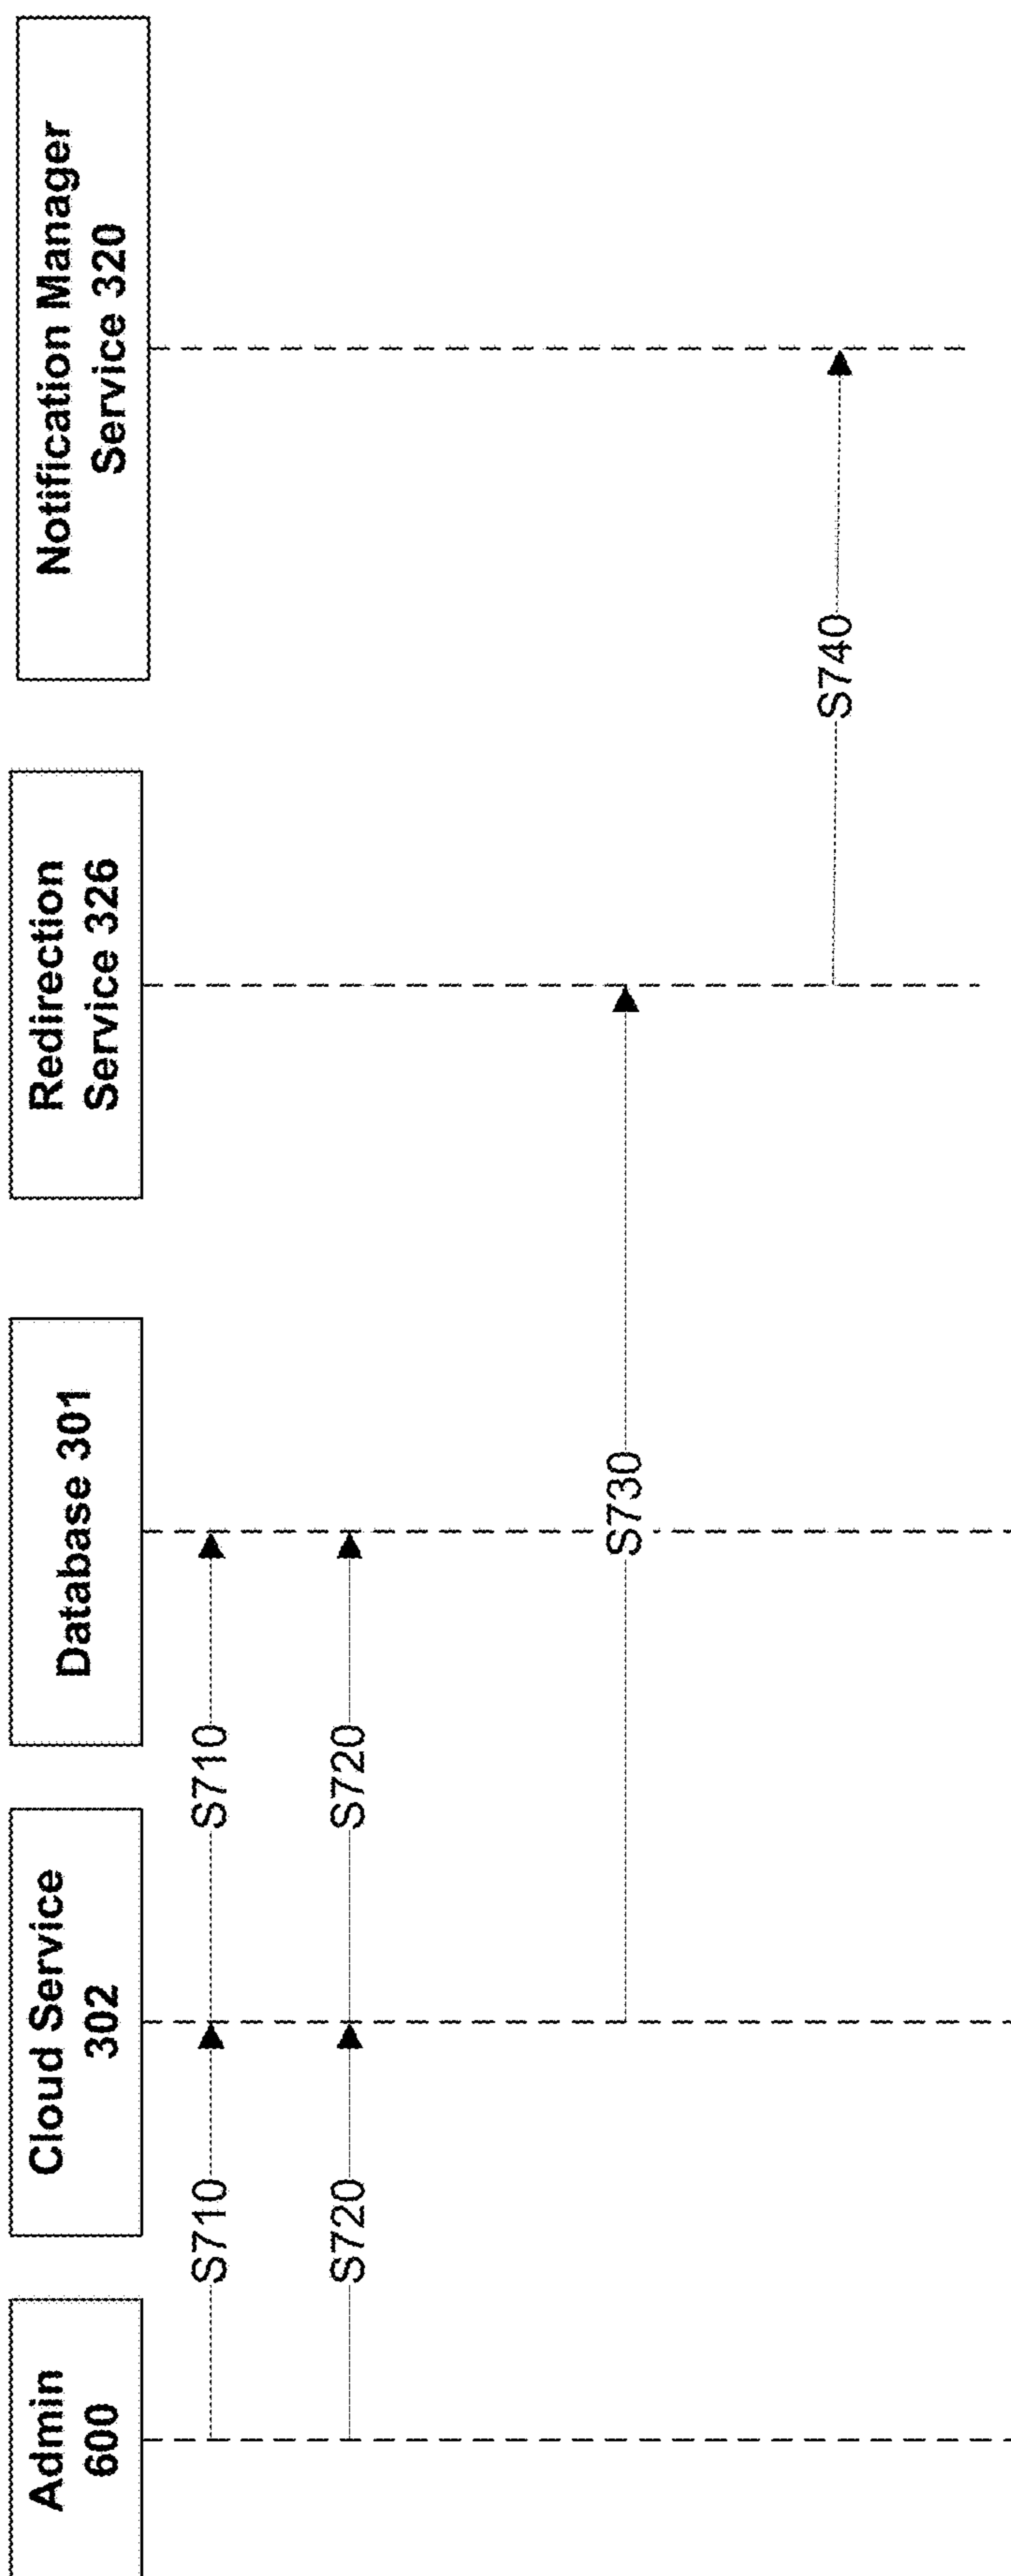 Admin
600
Cloud Service
302
Database 301
Redirection
Service 326
Notification Manager
Service 320
S710
S710
S720
S720
S730
S740